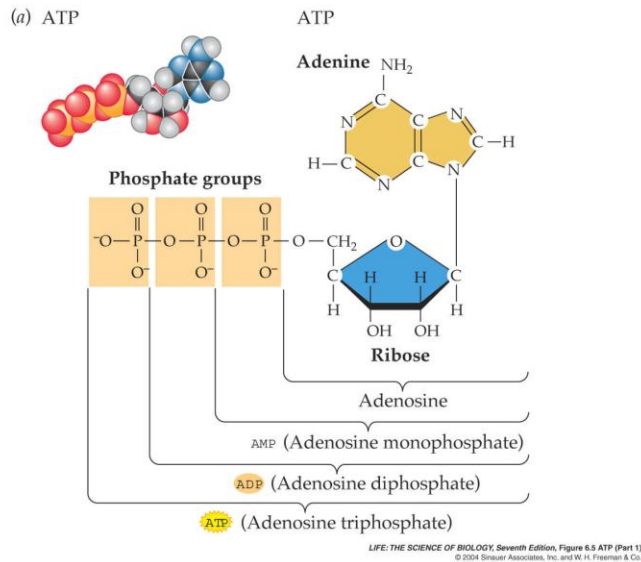 (a) ATP
ATP
Adenine
NH₂
C
N
C
N
C—H
H—C
C
N
N
Phosphate groups
O
O
O
⁻O—P—O—P—O—P—O—CH₂
O⁻
O⁻
O⁻
O
C
H
H
C
H
H
OH
OH
Ribose
Adenosine
AMP (Adenosine monophosphate)
ADP (Adenosine diphosphate)
ATP (Adenosine triphosphate)
LIFE: THE SCIENCE OF BIOLOGY, Seventh Edition, Figure 6.5 ATP (Part 1)
© 2004 Sinauer Associates, Inc. and W. H. Freeman & Co.